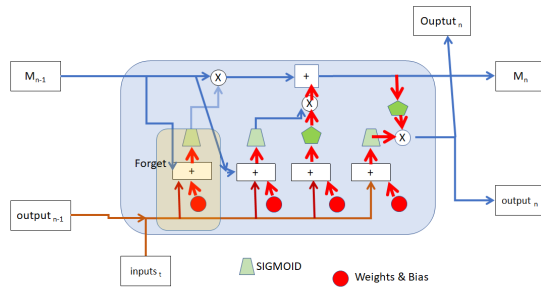 Ouptut n
M n-1
X
+
M n
X
X
Forget
+
+
+
+
output n-1
output n
inputs t
SIGMOID
Weights & Bias